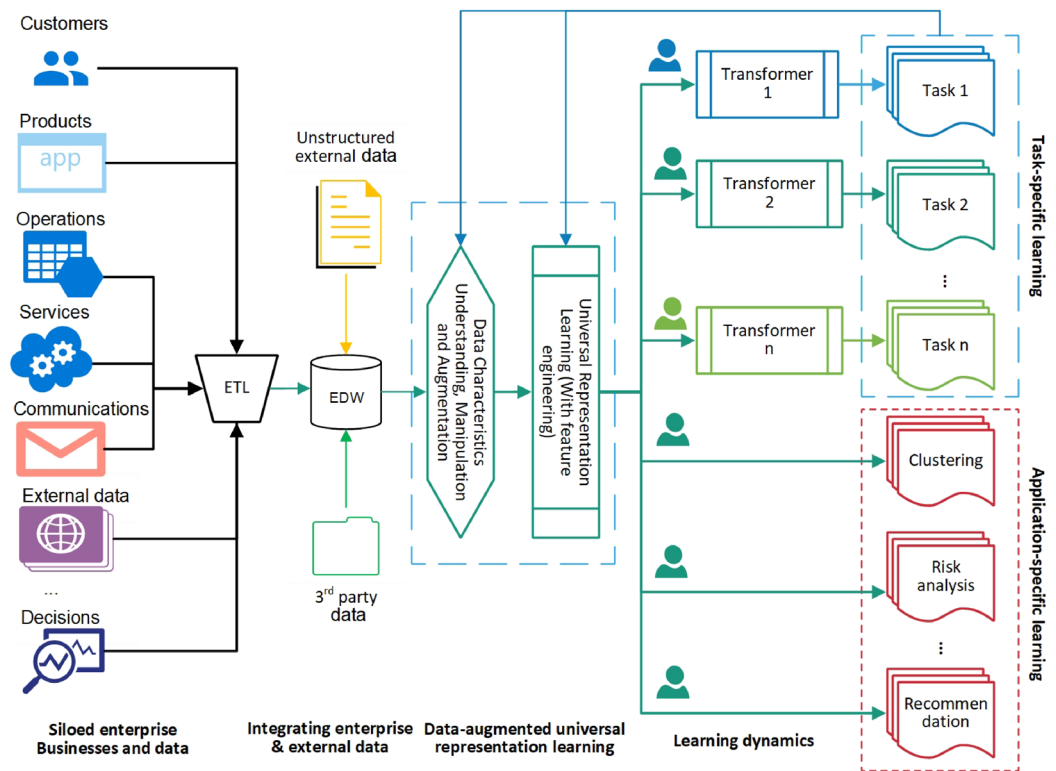 Customers
Products
app
Operations
Services
Communications
External data
...
Decisions
Siloed enterprise
Businesses and data
ETL
Unstructured
external data
EDW
3rd party
data
Integrating enterprise
& external data
Data Characteristics
Understanding, Manipulation
and Augmentation
Universal Representation
Learning (With feature
engineering)
Data-augmented universal
representation learning
Transformer
1
Transformer
2
Transformer
n
Learning dynamics
Task 1
Task 2
...
Task n
Task-specific learning
Clustering
Risk
analysis
...
Recommen
dation
Application-specific learning